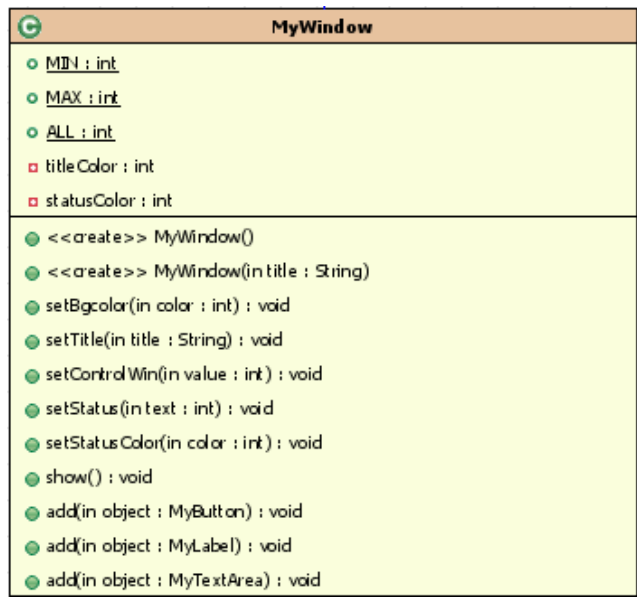 C MyWindow
MIN : int
MAX : int
ALL : int
titleColor : int
statusColor : int
<<create>> MyWindow()
<<create>> MyWindow(in title : String)
setBgcolor(in color : int) : void
setTitle(in title : String) : void
setControlWin(in value : int) : void
setStatus(in text : int) : void
setStatusColor(in color : int) : void
show() : void
add(in object : MyButton) : void
add(in object : MyLabel) : void
add(in object : MyTextArea) : void